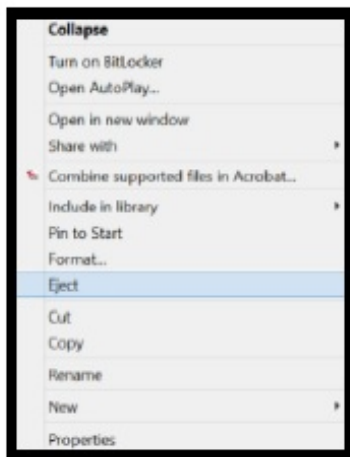 Collapse
Turn on BitLocker
Open AutoPlay...
Open in new window
Share with
Combine supported files in Acrobat...
Include in library
Pin to Start
Format...
Eject
Cut
Copy
Rename
New
Properties